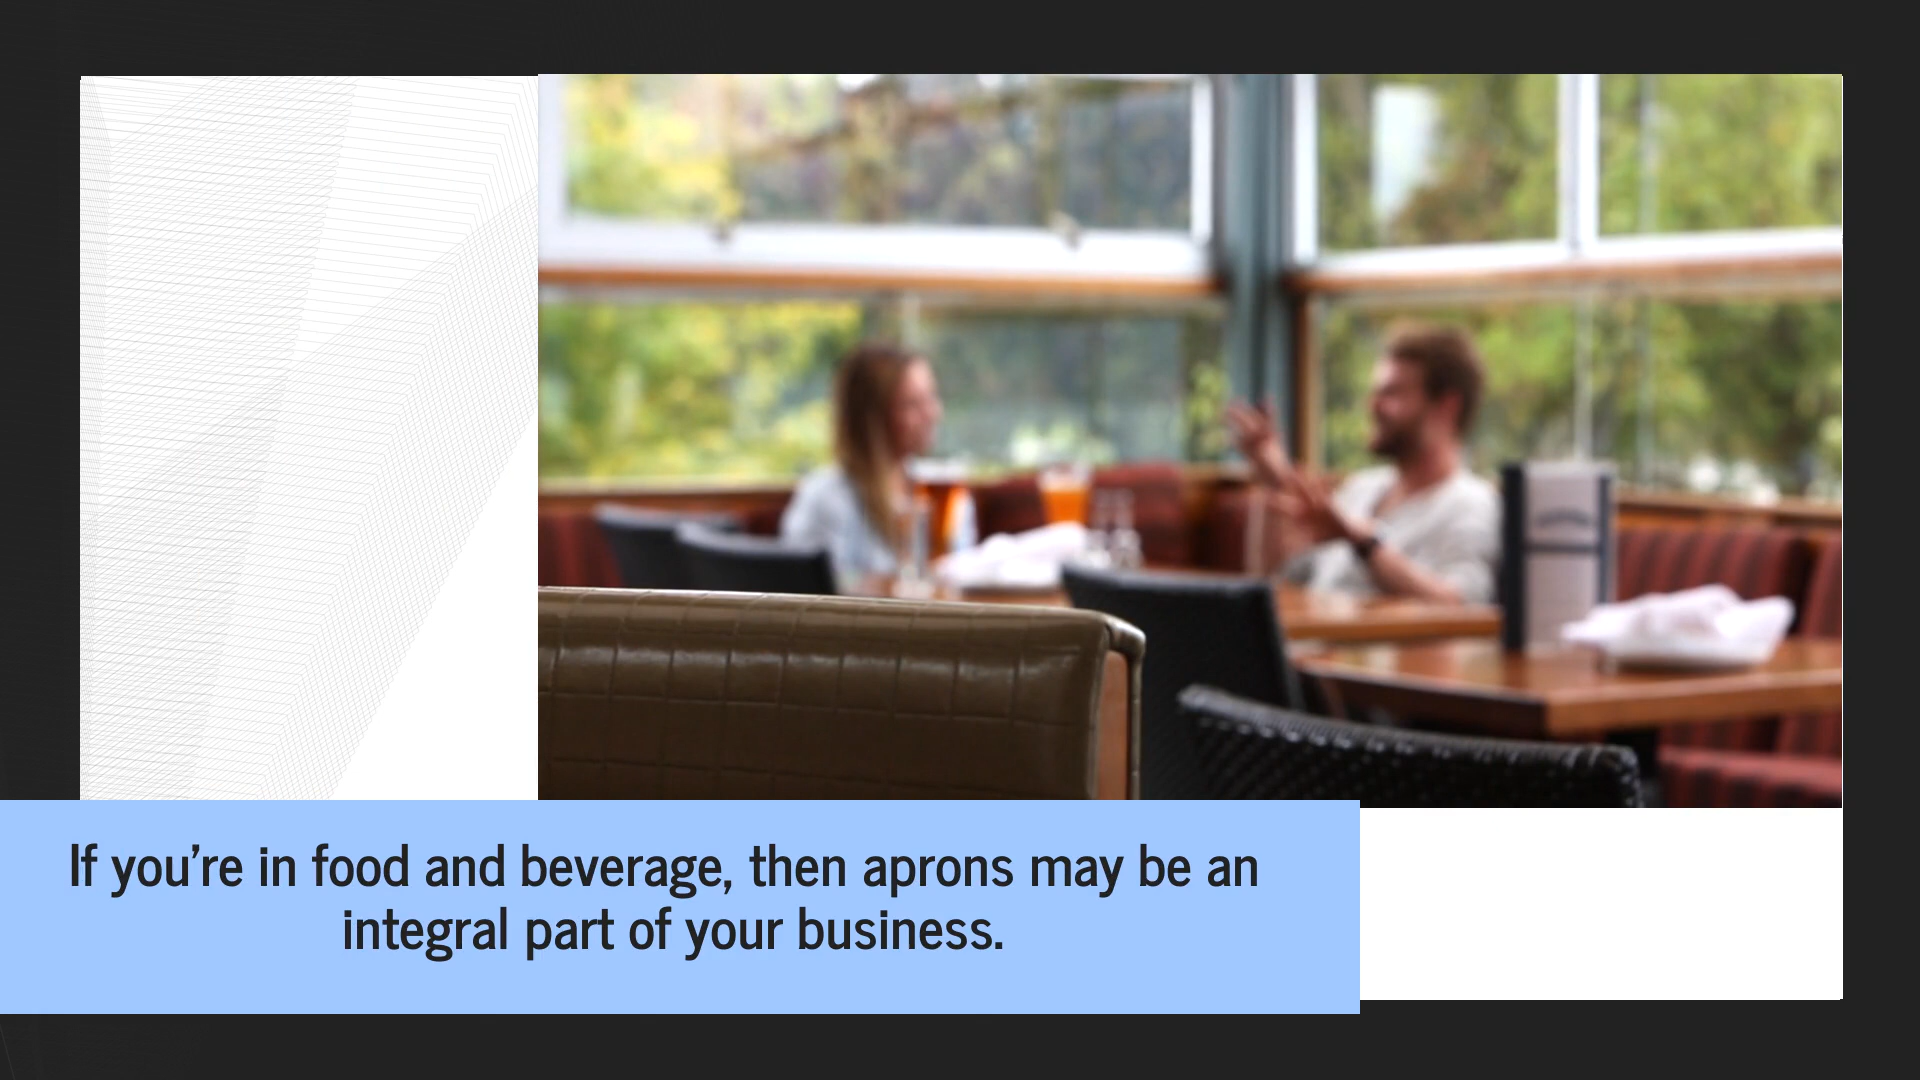 If you’re in food and beverage, then aprons may be an
integral part of your business.